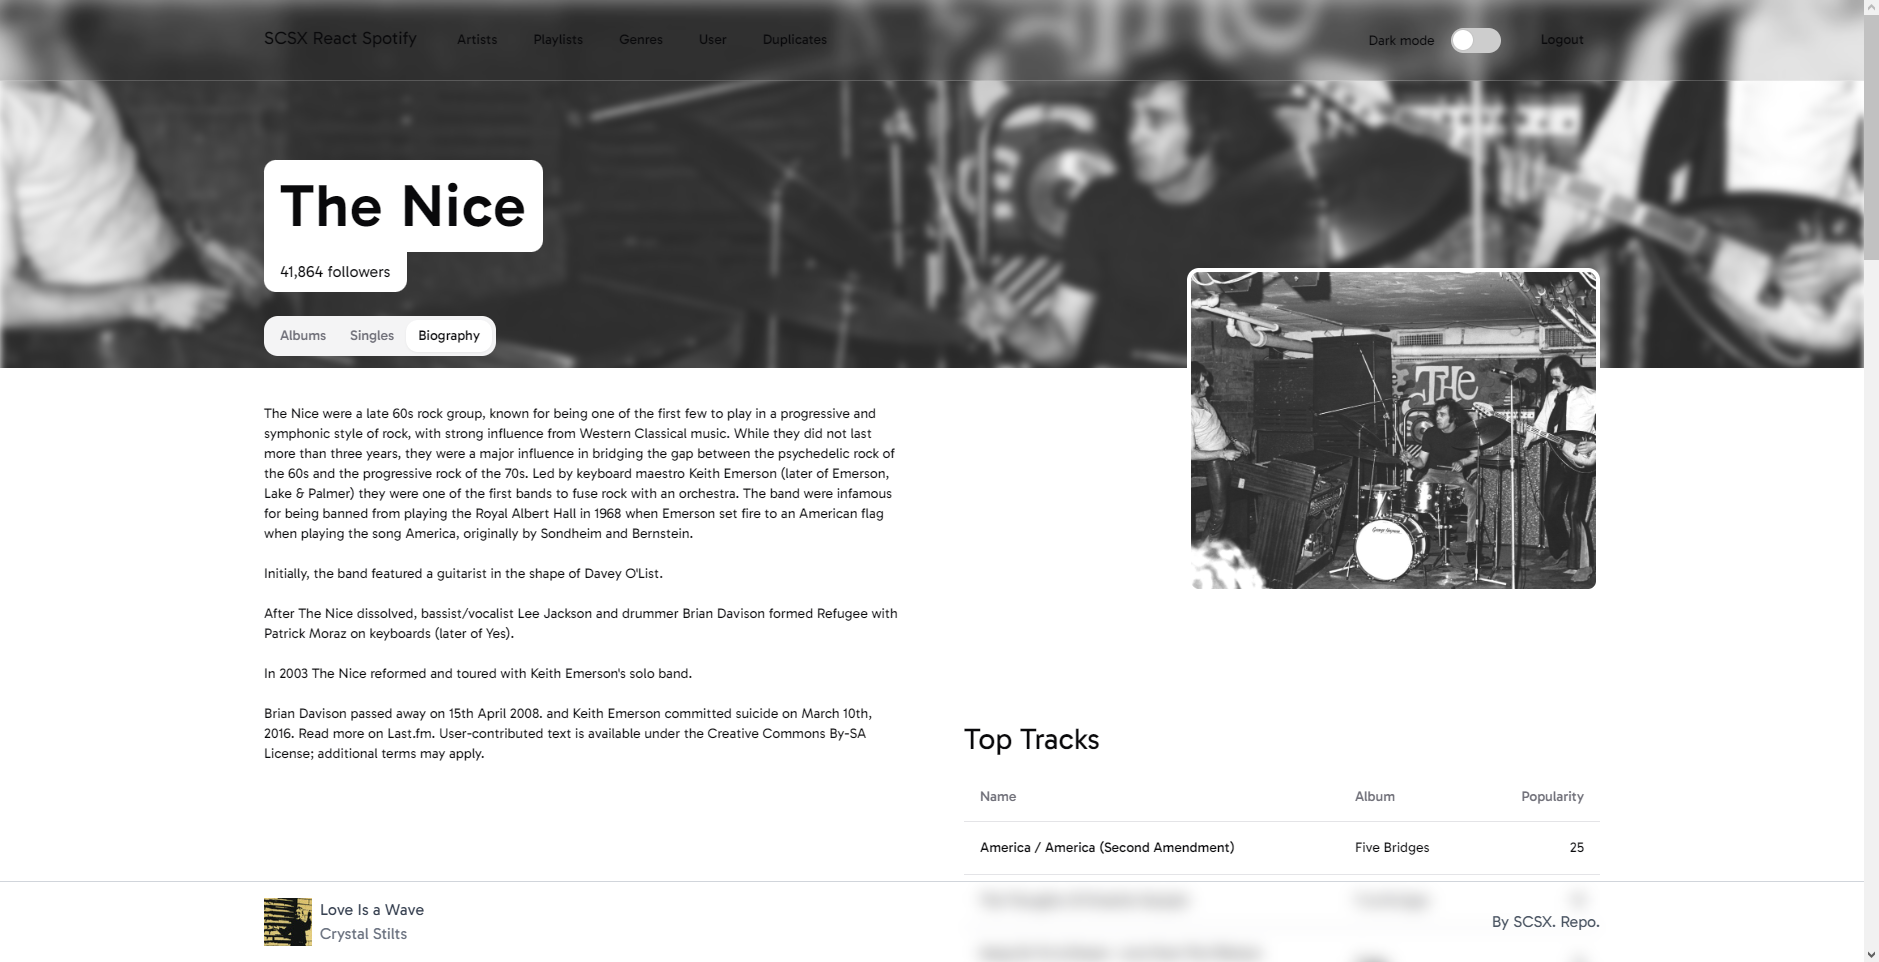 SCSX React Spotify Artists Playlists Genres User Duplicates Dark mode Logout
The Nice
41,864 followers
Albums Singles Biography
THE
The Nice were a late 60s rock group, known for being one of the first few to play in a progressive and
symphonic style of rock, with strong influence from Western Classical music. While they did not last
more than three years, they were a major influence in bridging the gap between the psychedelic rock of
the 60s and the progressive rock of the 70s. Led by keyboard maestro Keith Emerson (later of Emerson,
Lake & Palmer) they were one of the first bands to fuse rock with an orchestra. The band were infamous
for being banned from playing the Royal Albert Hall in 1968 when Emerson set fire to an American flag
when playing the song America, originally by Sondheim and Bernstein.
Initially, the band featured a guitarist in the shape of Davey O'List.
After The Nice dissolved, bassist/vocalist Lee Jackson and drummer Brian Davison formed Refugee with
Patrick Moraz on keyboards (later of Yes).
In 2003 The Nice reformed and toured with Keith Emerson's solo band.
Brian Davison passed away on 15th April 2008. and Keith Emerson committed suicide on March 10th,
2016. Read more on Last.fm. User-contributed text is available under the Creative Commons By-SA
License; additional terms may apply.
Top Tracks
Name Album Popularity
America / America (Second Amendment) Five Bridges 25
Love Is a Wave
Crystal Stilts
By SCSX. Repo.